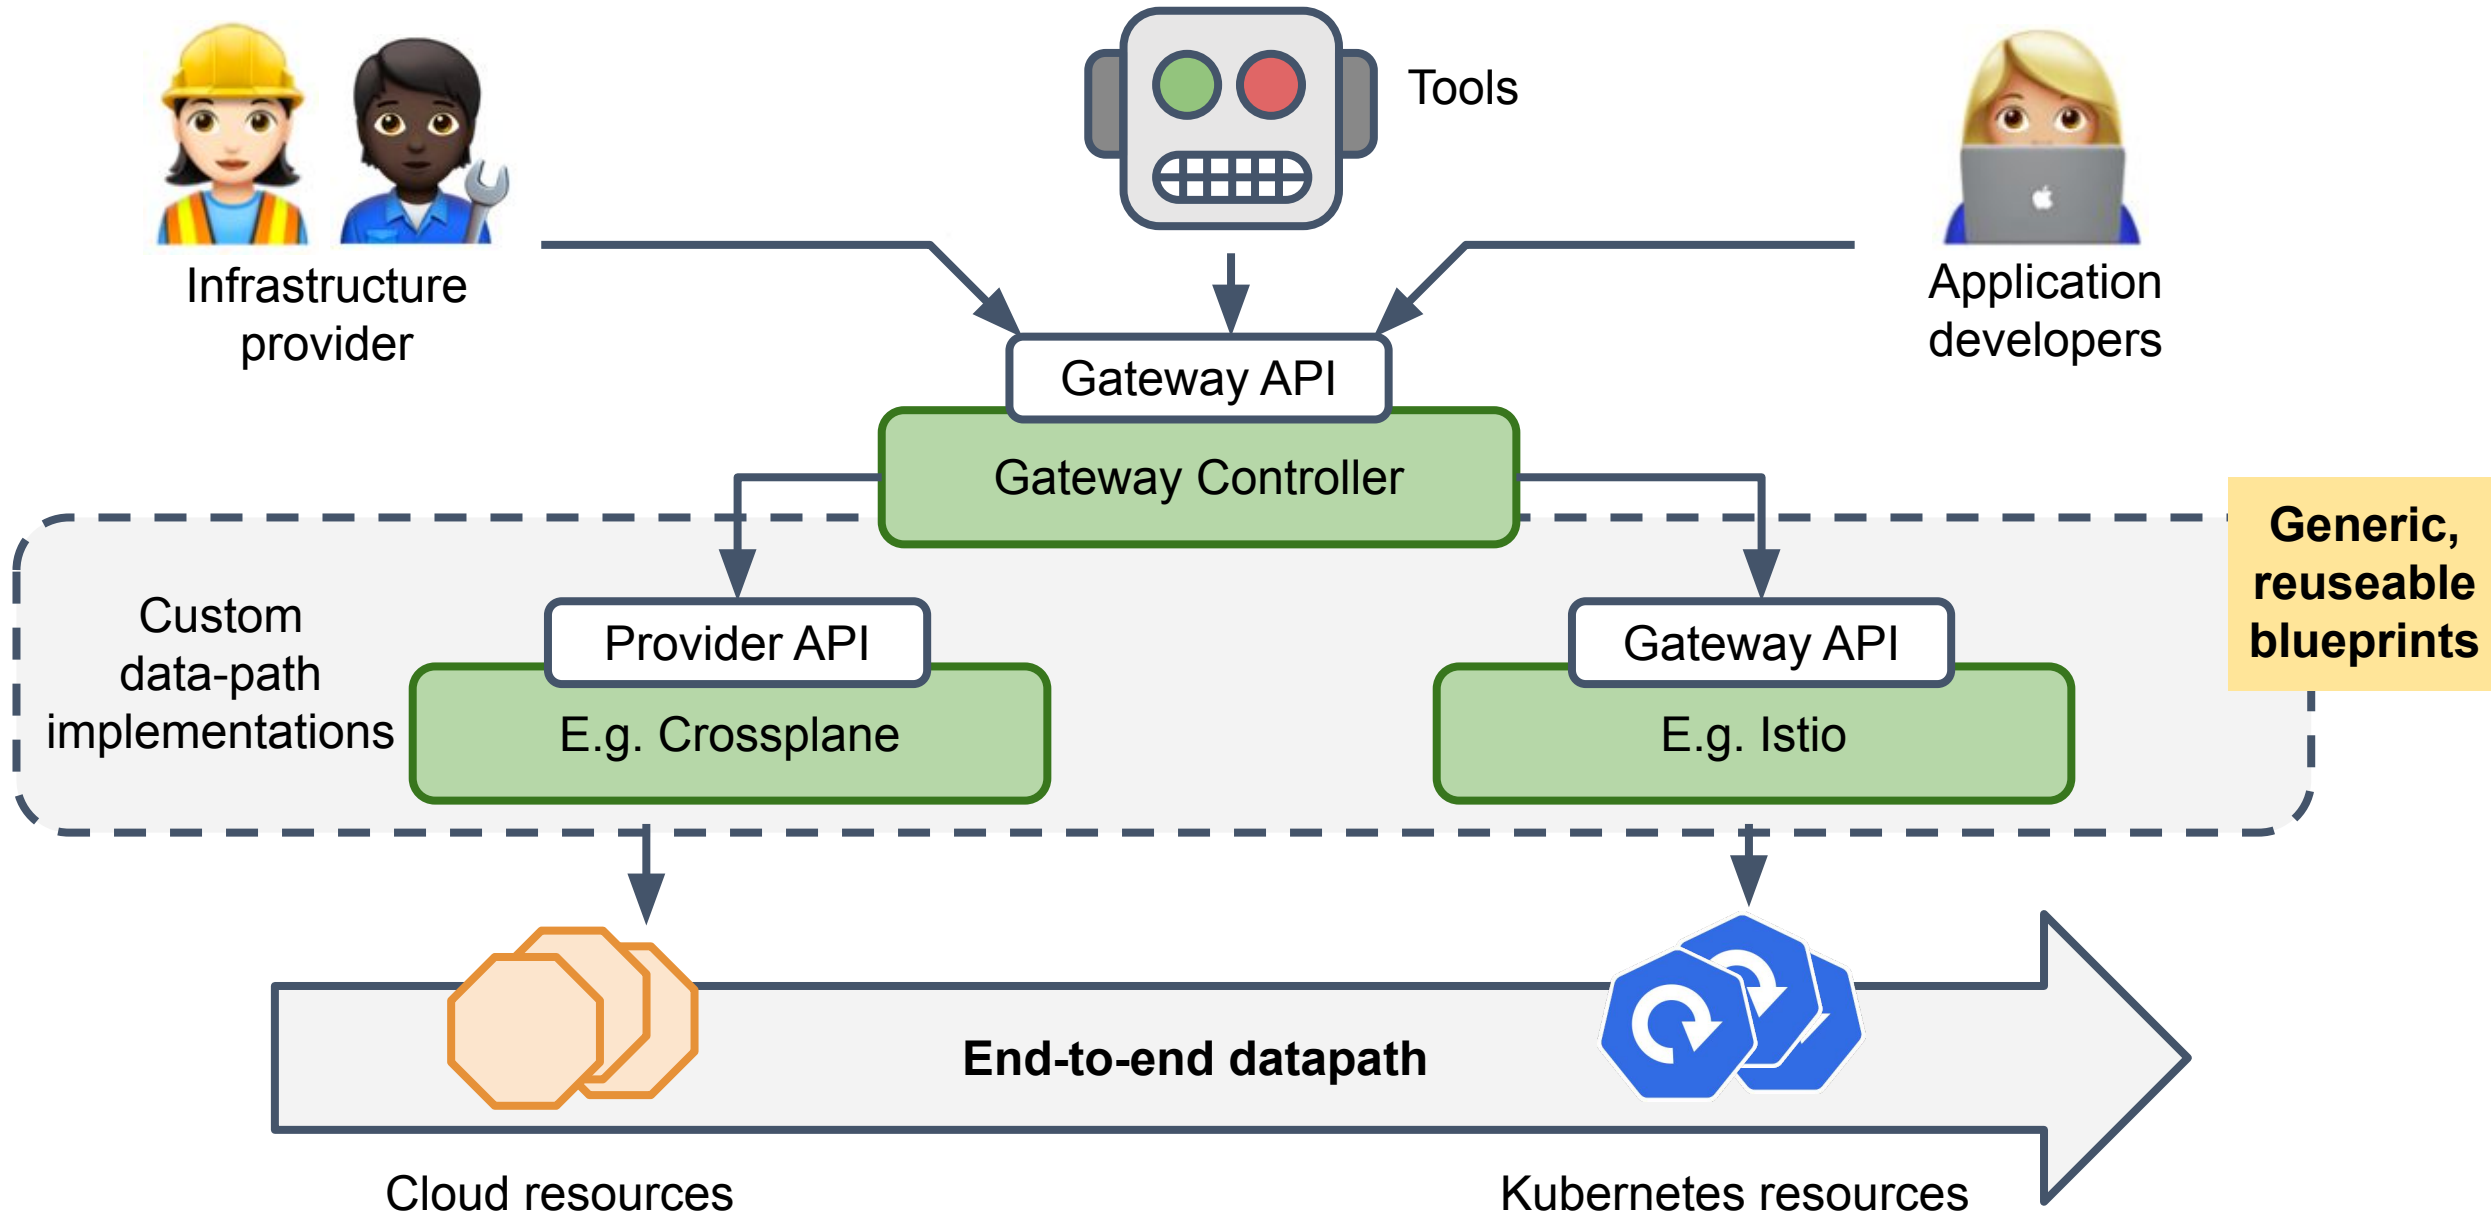 Tools
Infrastructure
provider
Application
developers
Gateway API
Gateway Controller
Generic,
reuseable
blueprints
Custom
data-path
implementations
Provider API
E.g. Crossplane
Gateway API
E.g. Istio
End-to-end datapath
Cloud resources
Kubernetes resources